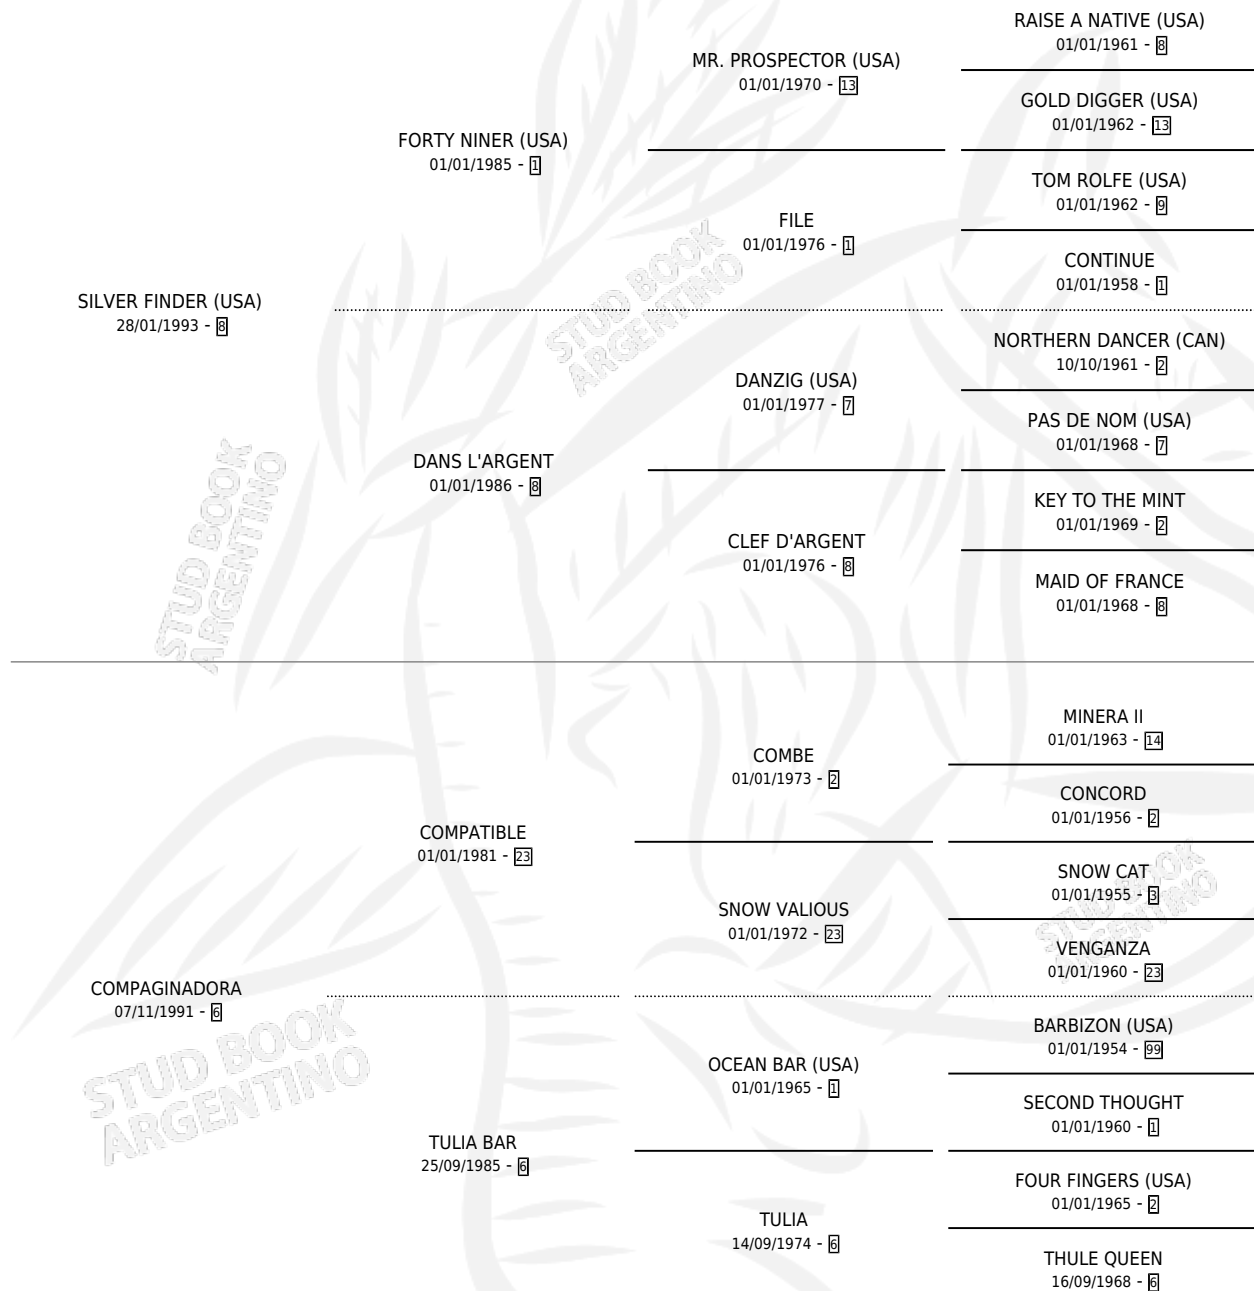 RAISE A NATIVE (USA)
01/01/1961 - 8
MR. PROSPECTOR (USA)
01/01/1970 - 13
GOLD DIGGER (USA)
01/01/1962 - 13
FORTY NINER (USA)
01/01/1985 - 1
TOM ROLFE (USA)
01/01/1962 - 9
FILE
01/01/1976 - 1
CONTINUE
01/01/1958 - 1
SILVER FINDER (USA)
28/01/1993 - 8
NORTHERN DANCER (CAN)
10/10/1961 - 2
DANZIG (USA)
01/01/1977 - 7
PAS DE NOM (USA)
01/01/1968 - 7
DANS L'ARGENT
01/01/1986 - 8
KEY TO THE MINT
01/01/1969 - 2
CLEF D'ARGENT
01/01/1976 - 8
MAID OF FRANCE
01/01/1968 - 8
MINERA II
01/01/1963 - 14
COMBE
01/01/1973 - 2
CONCORD
01/01/1956 - 2
COMPATIBLE
01/01/1981 - 23
SNOW CAT
01/01/1955 - 3
SNOW VALIOUS
01/01/1972 - 23
VENGANZA
01/01/1960 - 23
COMPAGINADORA
07/11/1991 - 6
BARBIZON (USA)
01/01/1954 - 99
OCEAN BAR (USA)
01/01/1965 - 1
SECOND THOUGHT
01/01/1960 - 1
TULIA BAR
25/09/1985 - 6
FOUR FINGERS (USA)
01/01/1965 - 2
TULIA
14/09/1974 - 6
THULE QUEEN
16/09/1968 - 6
STUD BOOK
ARGENTINO
STUD BOOK
ARGENTINO
STUD BOOK
ARGENTINO
STUD BOOK
ARGENTINO